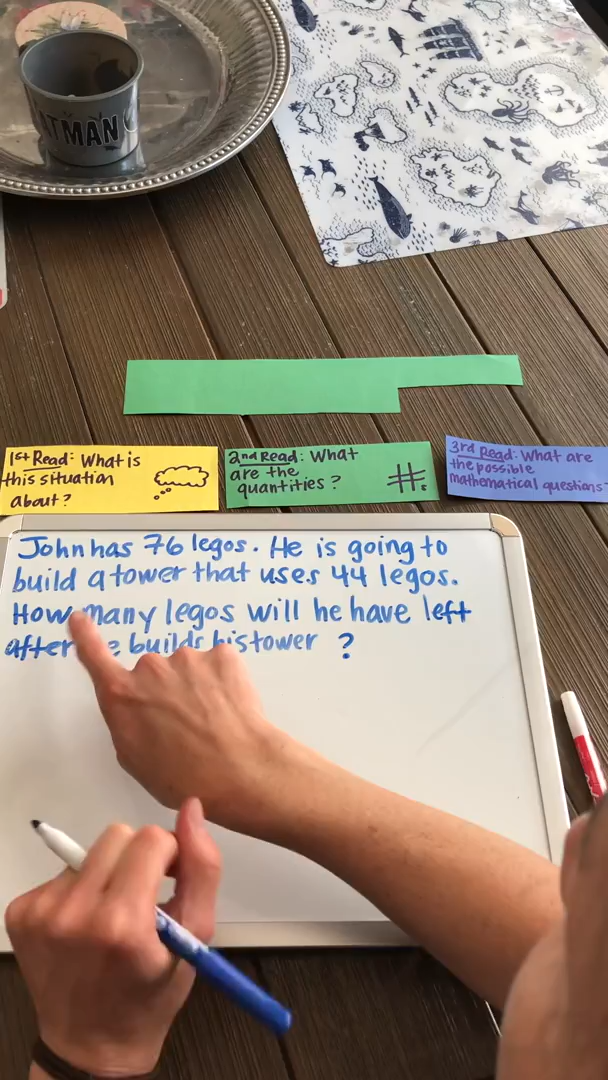 ATMAN
1st Read: What is
this situation
about?
2nd Read: What
are the
quantities?
3rd Read: What are
the possible
mathematical questions
John has 76 legos. He is going to
build a tower that uses 44 legos.
How many legos will he have left
after builds his tower ?